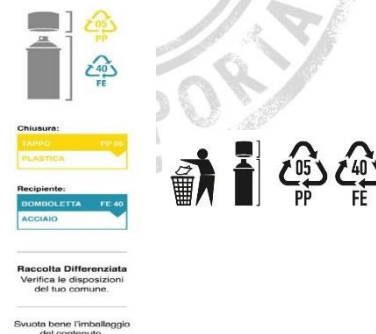 05
PP
40
FE
Chiusura:
TAPPO PP 05
PLASTICA
Recipiente:
BOMBOLETTA FE 40
ACCIAIO
Raccolta Differenziata
Verifica le disposizioni
del tuo comune.
Svuota bene l'imballaggio
del contenuto
PORTA
05 40
PP FE